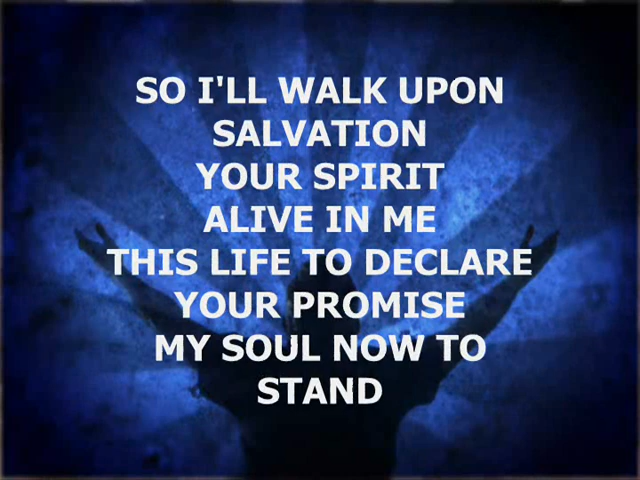 SO I'LL WALK UPON
SALVATION
YOUR SPIRIT
ALIVE IN ME
THIS LIFE TO DECLARE
YOUR PROMISE
MY SOUL NOW TO
STAND